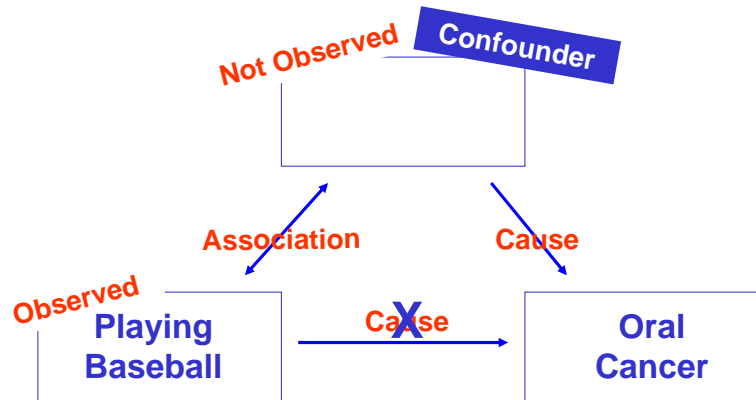 Not Observed
Confounder
Association
Cause
Observed
Playing
Baseball
Cause
X
Oral
Cancer